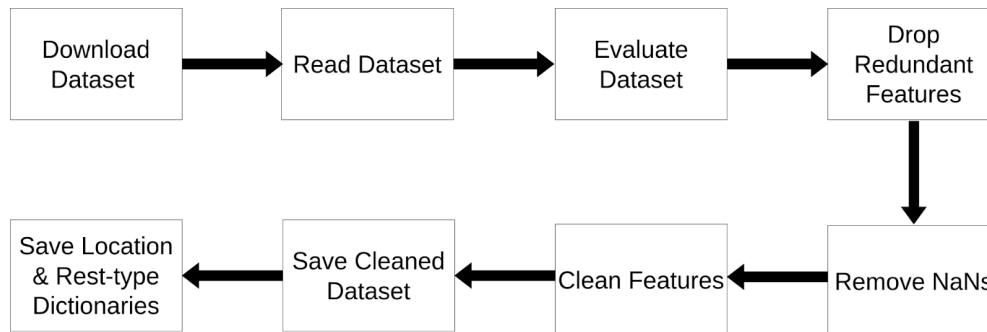 Download
Dataset
Read Dataset
Evaluate
Dataset
Drop
Redundant
Features
Remove NaNs
Clean Features
Save Cleaned
Dataset
Save Location
& Rest-type
Dictionaries